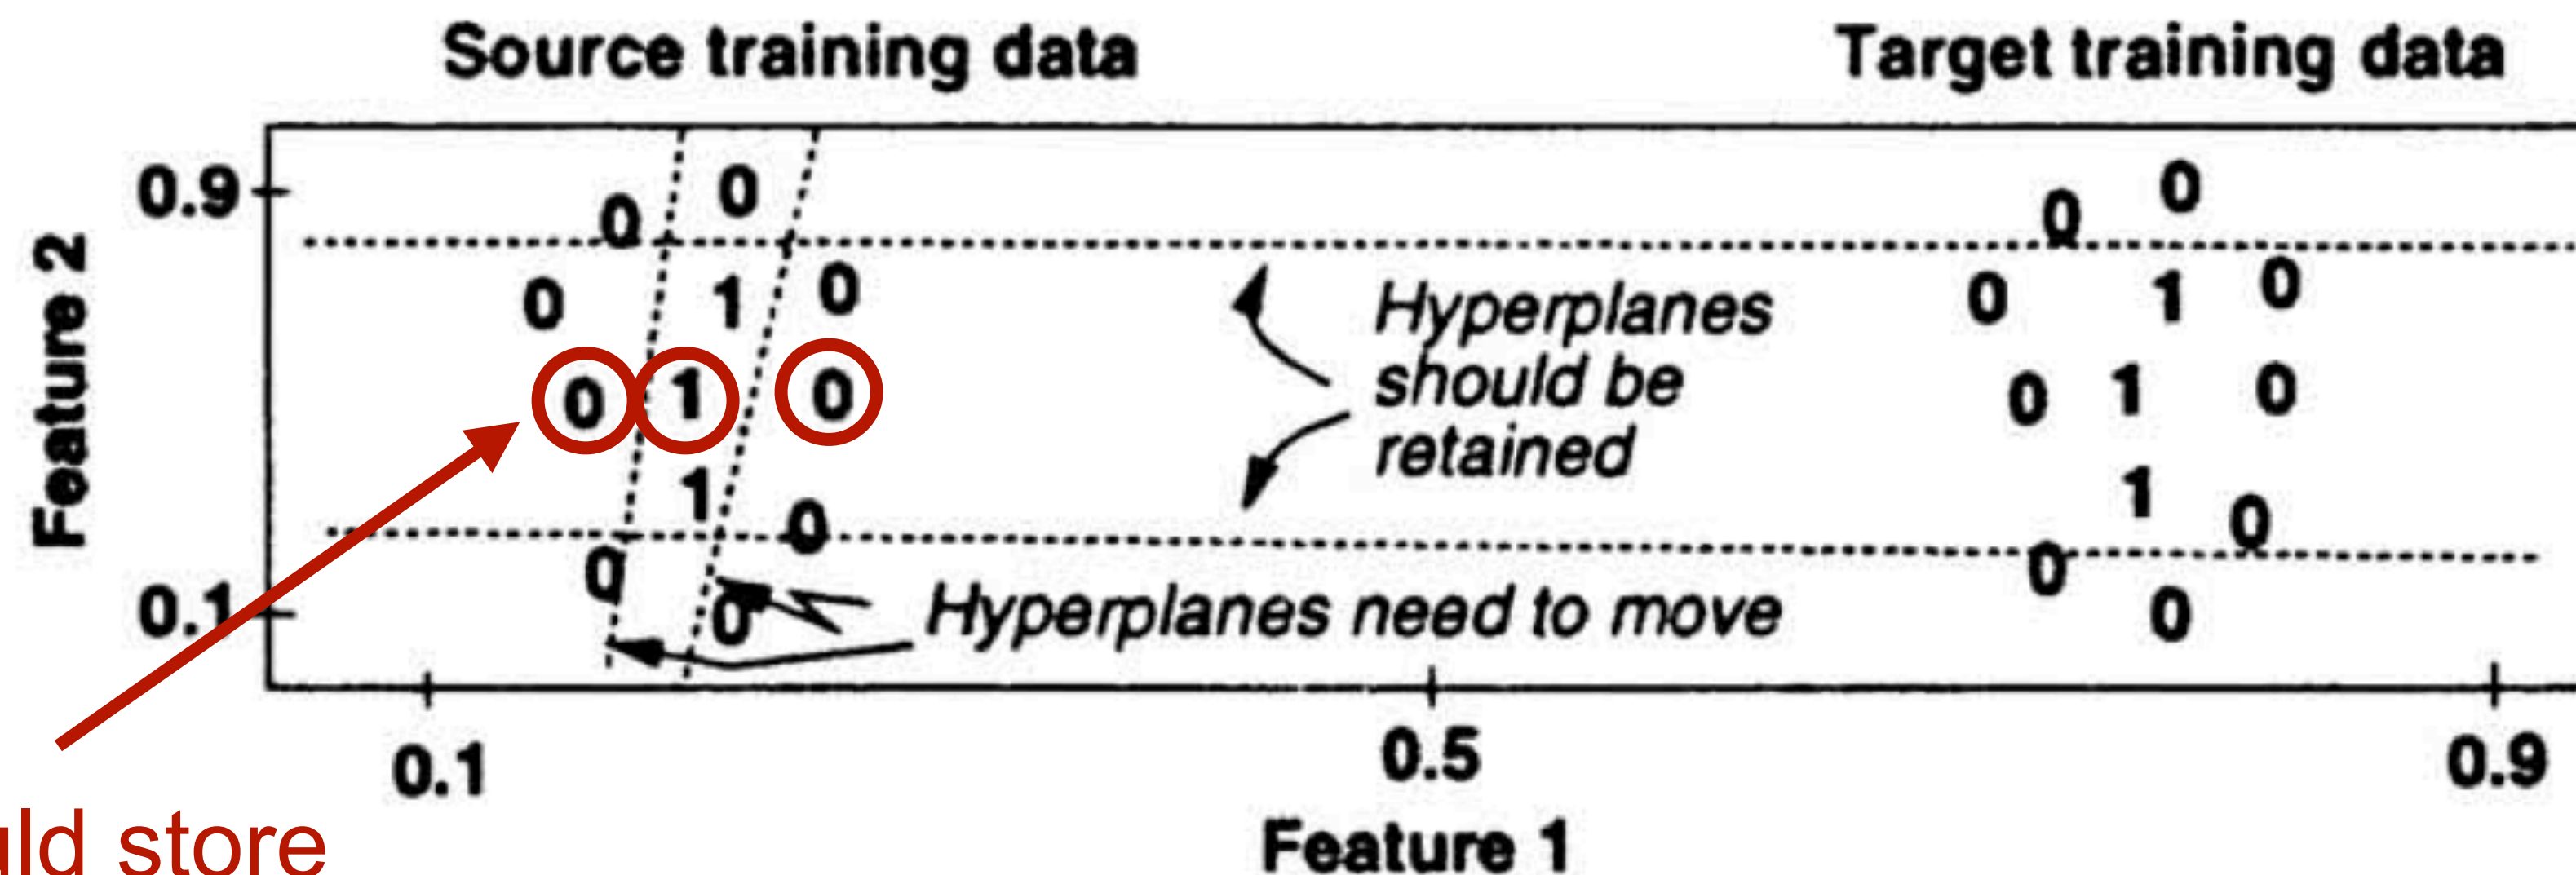 Source training data
Target training data
0.9
0 0
0 0
0 1 0
0 1 0
Hyperplanes
should be
retained
0 1 0
0 1 0
1 0
1 0
0 0
0 0
Feature 2
0.1
Hyperplanes need to move
0.1
0.5
0.9
Feature 1
store